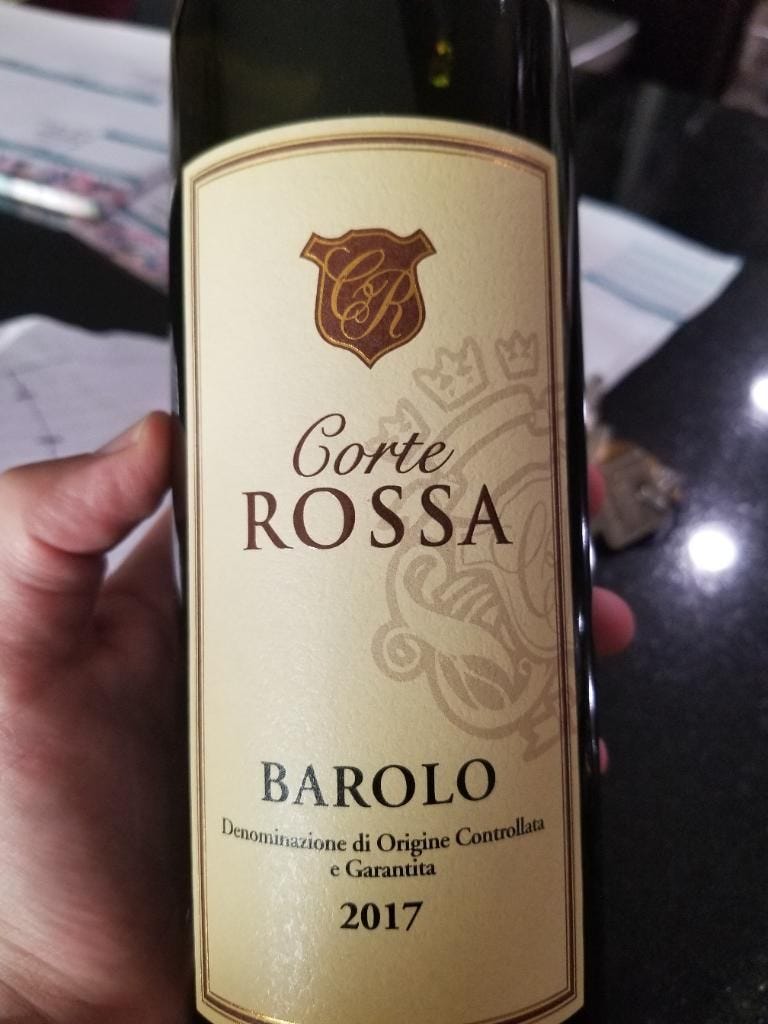 CR
Corte
ROSSA
BAROLO
Denominazione di Origine Controllata
e Garantita
2017